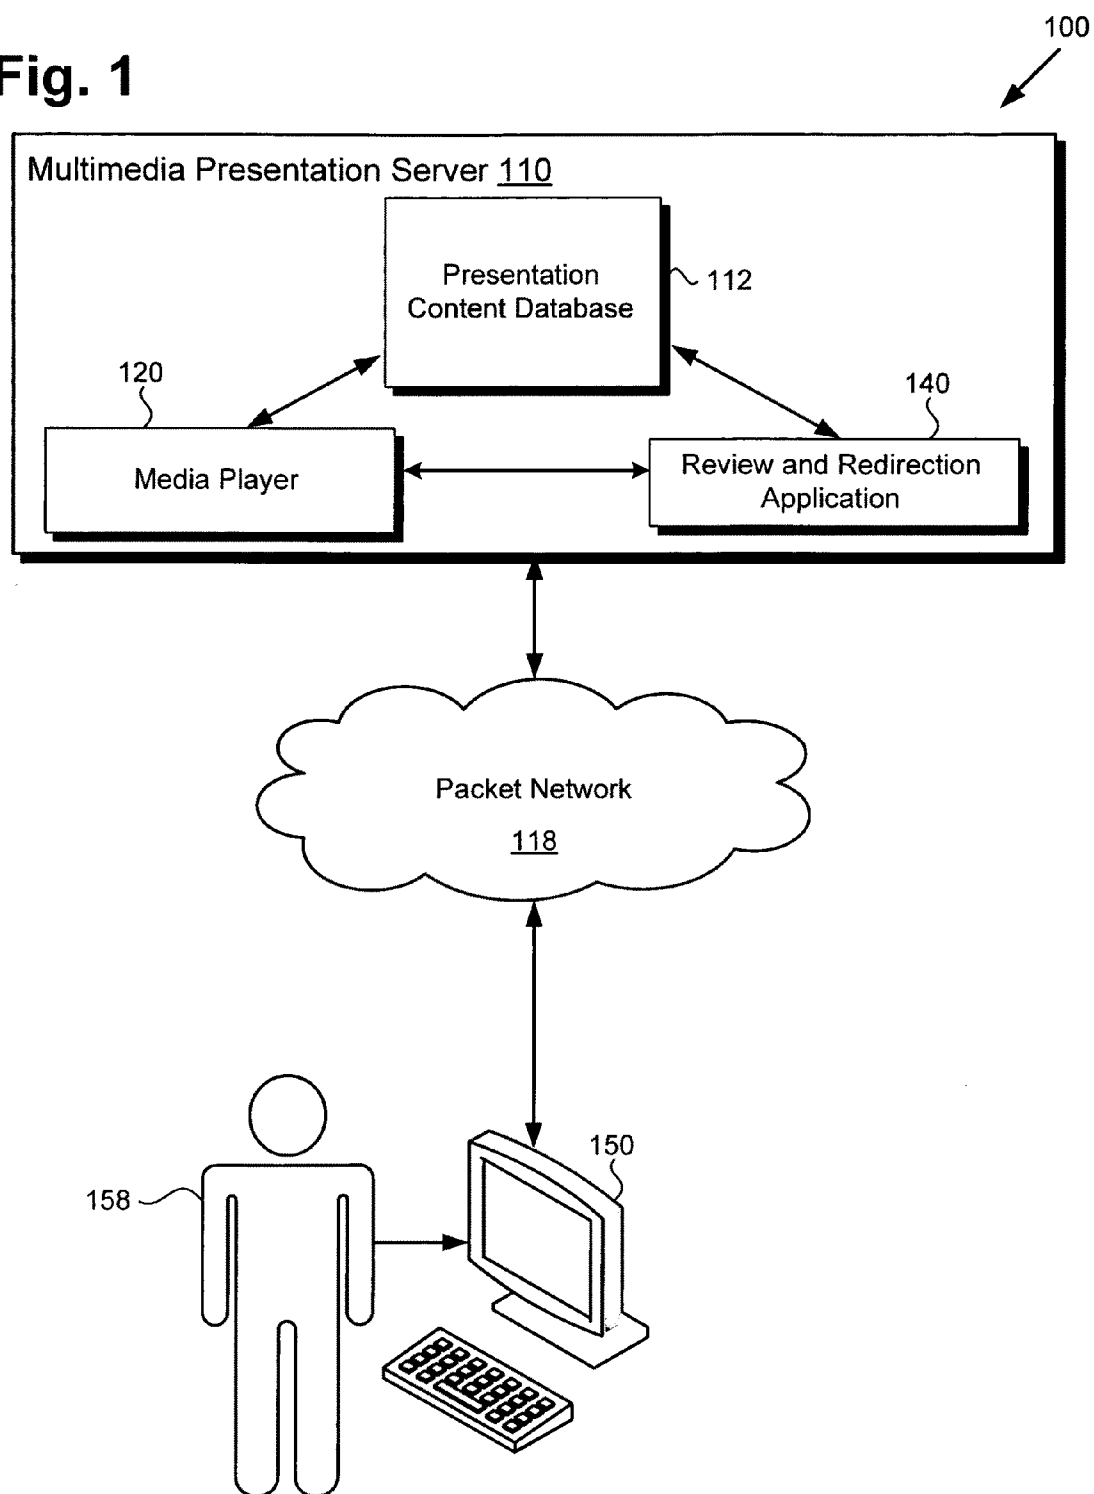 100
Fig. 1
Multimedia Presentation Server 110
Presentation
Content Database
112
120
140
Media Player
Review and Redirection
Application
Packet Network
118
150
158